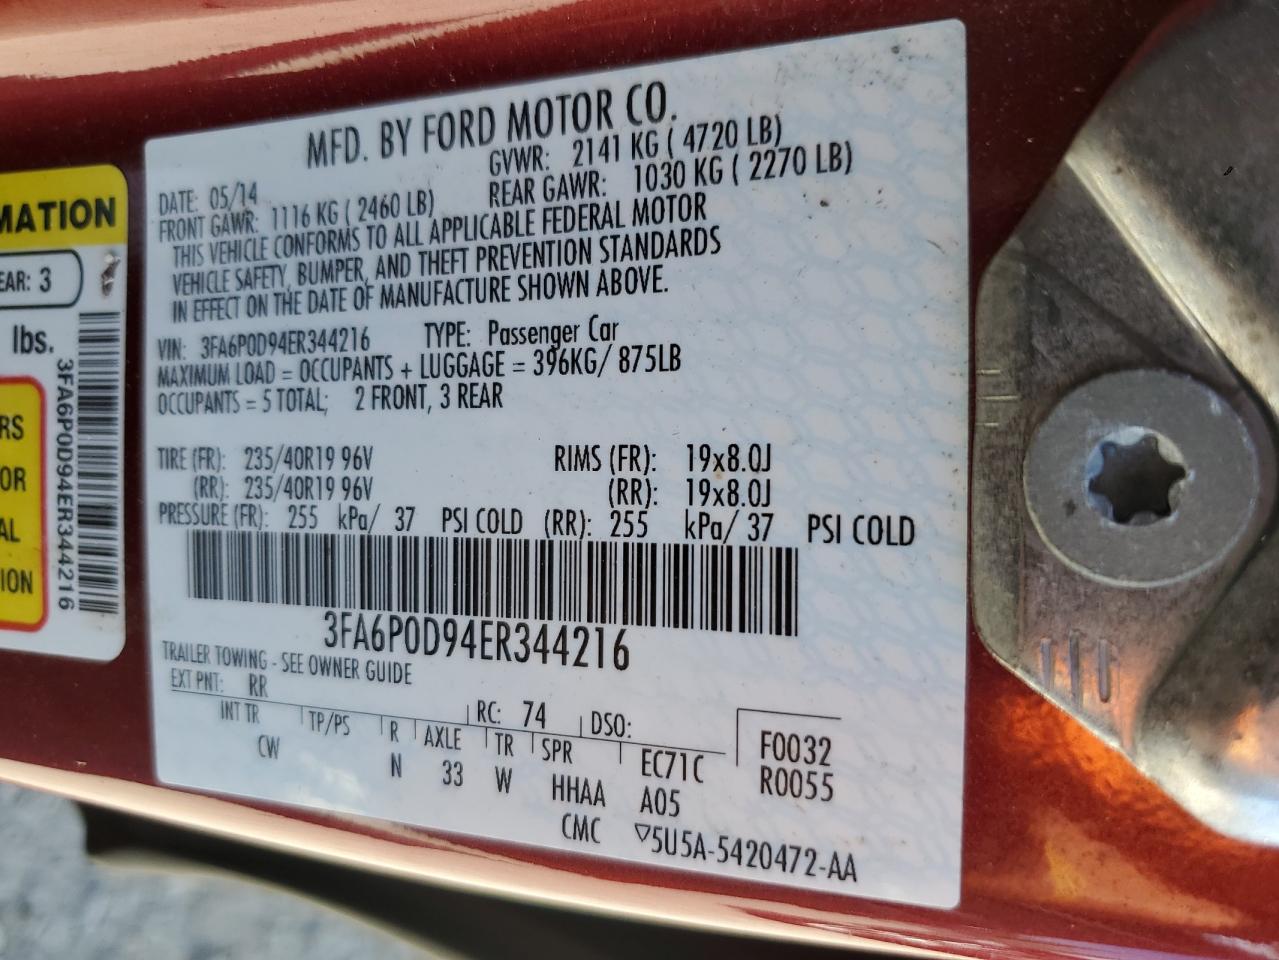 MFD. BY FORD MOTOR CO.
DATE: 05/14 GVWR: 2141 KG ( 4720 LB)
FRONT GAWR: 1116 KG ( 2460 LB) REAR GAWR: 1030 KG ( 2270 LB)
THIS VEHICLE CONFORMS TO ALL APPLICABLE FEDERAL MOTOR
VEHICLE SAFETY, BUMPER, AND THEFT PREVENTION STANDARDS
IN EFFECT ON THE DATE OF MANUFACTURE SHOWN ABOVE.
VIN: 3FA6P0D94ER344216 TYPE: Passenger Car
MAXIMUM LOAD = OCCUPANTS + LUGGAGE = 396KG/ 875LB
OCCUPANTS = 5 TOTAL; 2 FRONT, 3 REAR
TIRE (FR): 235/40R19 96V RIMS (FR): 19x8.0J
(RR): 235/40R19 96V (RR): 19x8.0J
PRESSURE (FR): 255 kPa/ 37 PSI COLD (RR): 255 kPa/ 37 PSI COLD
3FA6P0D94ER344216
TRAILER TOWING - SEE OWNER GUIDE
EXT PNT: RR RC: 74 DSO:
INT TR TP/PS R AXLE TR SPR EC71C F0032
CW N 33 W HHAA A05 R0055
CMC ▽5U5A-5420472-AA
MATION
EAR: 3
lbs.
3FA6P0D94ER344216
RS
OR
AL
ION